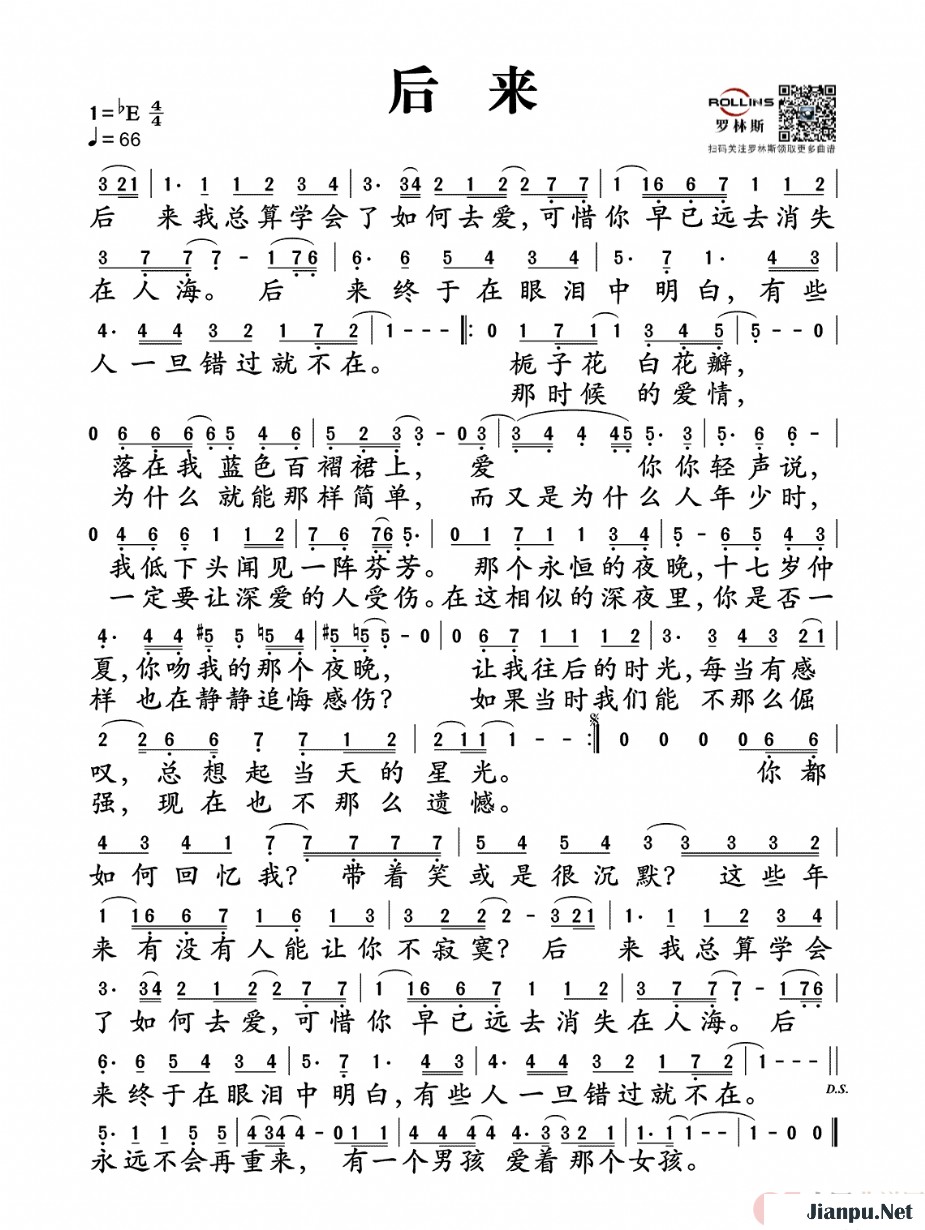 后 来
1=♭E 4/4
♩=66
ROLLINS
罗林斯
扫码关注罗林斯领取更多曲谱
3 21 | 1· 1 1 2 3 4 | 3· 34 2 1 2 2 7 7 | 1 16 6 7 1 1 2
后 来我总算学会了如何去爱,可惜你 早已远去消失
3 7 7 7 - 1 76 | 6· 6 5 4 3 4 | 5· 7 1· 4 3
在人海。 后 来终于在眼泪中明白,有些
4· 4 4 3 2 1 7 2 | 1 - - - ‖: 0 1 7 1 1 3 4 5 | 5 - - 0
人一旦错过就不在。 栀子花 白花瓣,
那时候 的爱情,
0 6 6 6 6 5 4 6 | 5 2 3 3 - 0 3 | 3 4 4 45 5· 3 | 5· 6 6 - |
落在我 蓝色百褶裙上, 爱 你你轻声说,
为什么 就能那样简单, 而又是为什么人年少时,
0 4 6 6 1 1 2 | 7 6 76 5· | 0 1 7 1 1 3 4 | 5 - 5 4 3
我低下头闻见一阵芬芳。 那个永恒的夜晚,十七岁仲
一定要让深爱的人受伤。在这相似的深夜里,你是否一
4· 4 4 #5 5 ♮5 4 | #5 ♮5 5 - 0 | 0 6 7 1 1 1 2 | 3· 3 4 3 21
夏,你吻我的那个夜晚, 让我往后的时光,每当有感
样 也在静静追悔感伤? 如果当时我们能 不那么倔
2 2 6 6 7 7 1 2 | 2 1 1 1 - - :‖ 0 0 0 0 6 6
叹, 总想起当天的星光。 你都
强, 现在也不那么遗憾。
4 3 4 1 7 7 7 7 7 | 5 4 5 4 3 3 3 3 2
如何回忆我? 带着笑或是很沉默? 这些年
1 16 6 7 1 6 1 3 | 3 2 2 2 - 3 21 | 1· 1 1 2 3 4
来有没有人能让你不寂寞? 后 来我总算学会
3· 34 2 1 2 2 7 7 | 1 16 6 7 1 1 2 | 3 7 7 7 - 1 76
了如何去爱,可惜你 早已远去消失在人海。后
6· 6 5 4 3 4 | 5· 7 1· 4 3 | 4· 4 4 3 2 1 7 2 | 1 - - - ‖
来终于在眼泪中明白,有些人一旦错过就不在。
D.S.
5· 1 1 5 5 | 4 34 4 - 0 1 1 | 4 4 4 4· 3 3 2 1 2 | 1· 1 1 - - | 1 - 0 0 ‖
永远不会再重来, 有一个男孩 爱着那个女孩。
Jianpu.Net